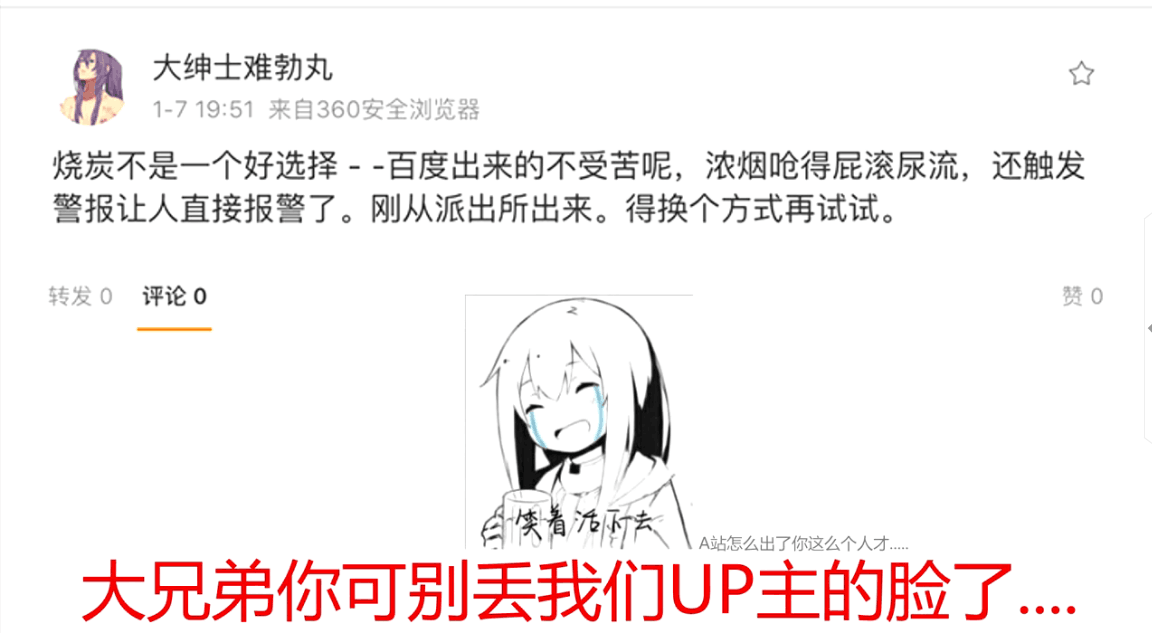 大绅士难勃丸
1-7 19:51 来自360安全浏览器
烧炭不是一个好选择 - -百度出来的不受苦呢，浓烟呛得屁滚尿流，还触发
警报让人直接报警了。刚从派出所出来。得换个方式再试试。
转发 0 评论 0 赞 0
笑着活下去
A站怎么出了你这么个人才.....
大兄弟你可别丢我们UP主的脸了....